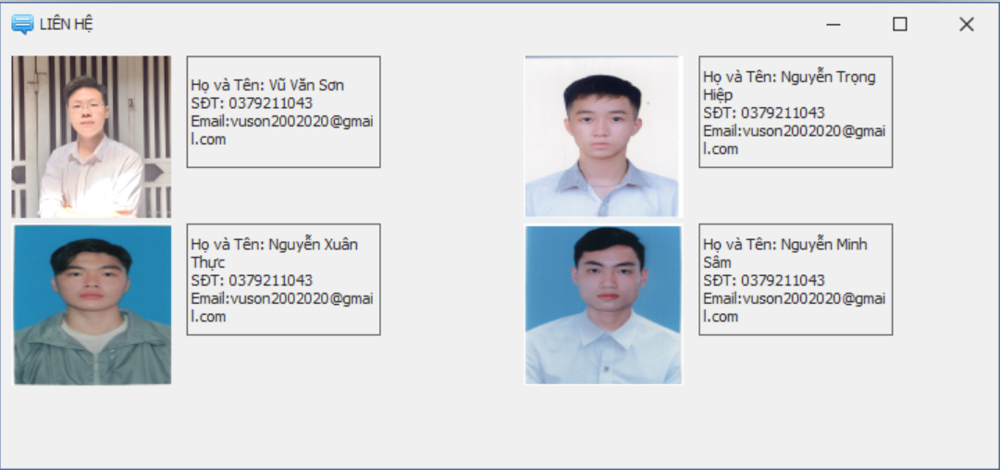 LIÊN HỆ
Họ và Tên: Vũ Văn Sơn
SĐT: 0379211043
Email:vuson2002020@gmai
l.com
Họ và Tên: Nguyễn Trọng
Hiệp
SĐT: 0379211043
Email:vuson2002020@gmai
l.com
Họ và Tên: Nguyễn Xuân
Thực
SĐT: 0379211043
Email:vuson2002020@gmai
l.com
Họ và Tên: Nguyễn Minh
Sâm
SĐT: 0379211043
Email:vuson2002020@gmai
l.com